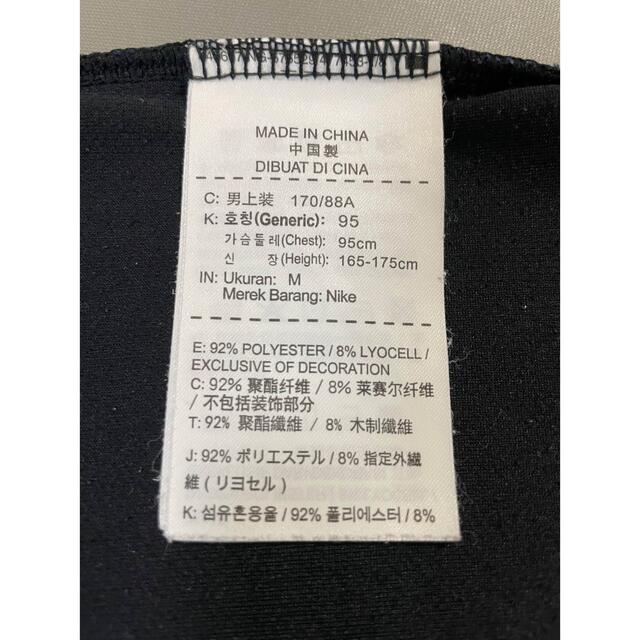 MADE IN CHINA
中国製
DIBUAT DI CINA
C: 男上装 170/88A
K: 호칭(Generic): 95
가슴둘레(Chest): 95cm
신 장(Height): 165-175cm
IN: Ukuran: M
Merek Barang: Nike
E: 92% POLYESTER / 8% LYOCELL /
EXCLUSIVE OF DECORATION
C: 92% 聚酯纤维 / 8% 莱赛尔纤维
/ 不包括装饰部分
T: 92% 聚酯纖維 / 8% 木制纖維
J: 92% ポリエステル / 8% 指定外繊
維 ( リヨセル )
K: 섬유혼용율 / 92% 폴리에스터 / 8%